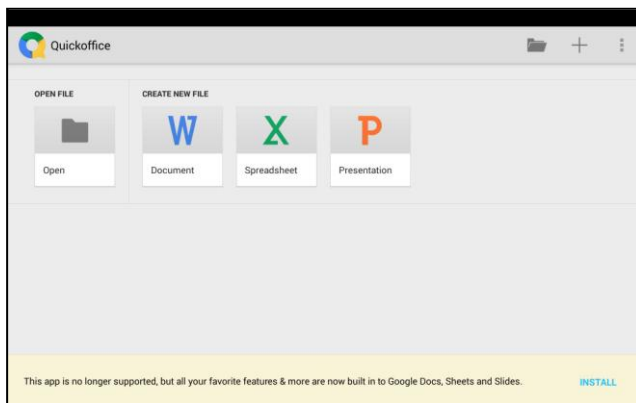 Quickoffice
OPEN FILE
CREATE NEW FILE
W
X
P
Open
Document
Spreadsheet
Presentation
This app is no longer supported, but all your favorite features & more are now built in to Google Docs, Sheets and Slides.
INSTALL